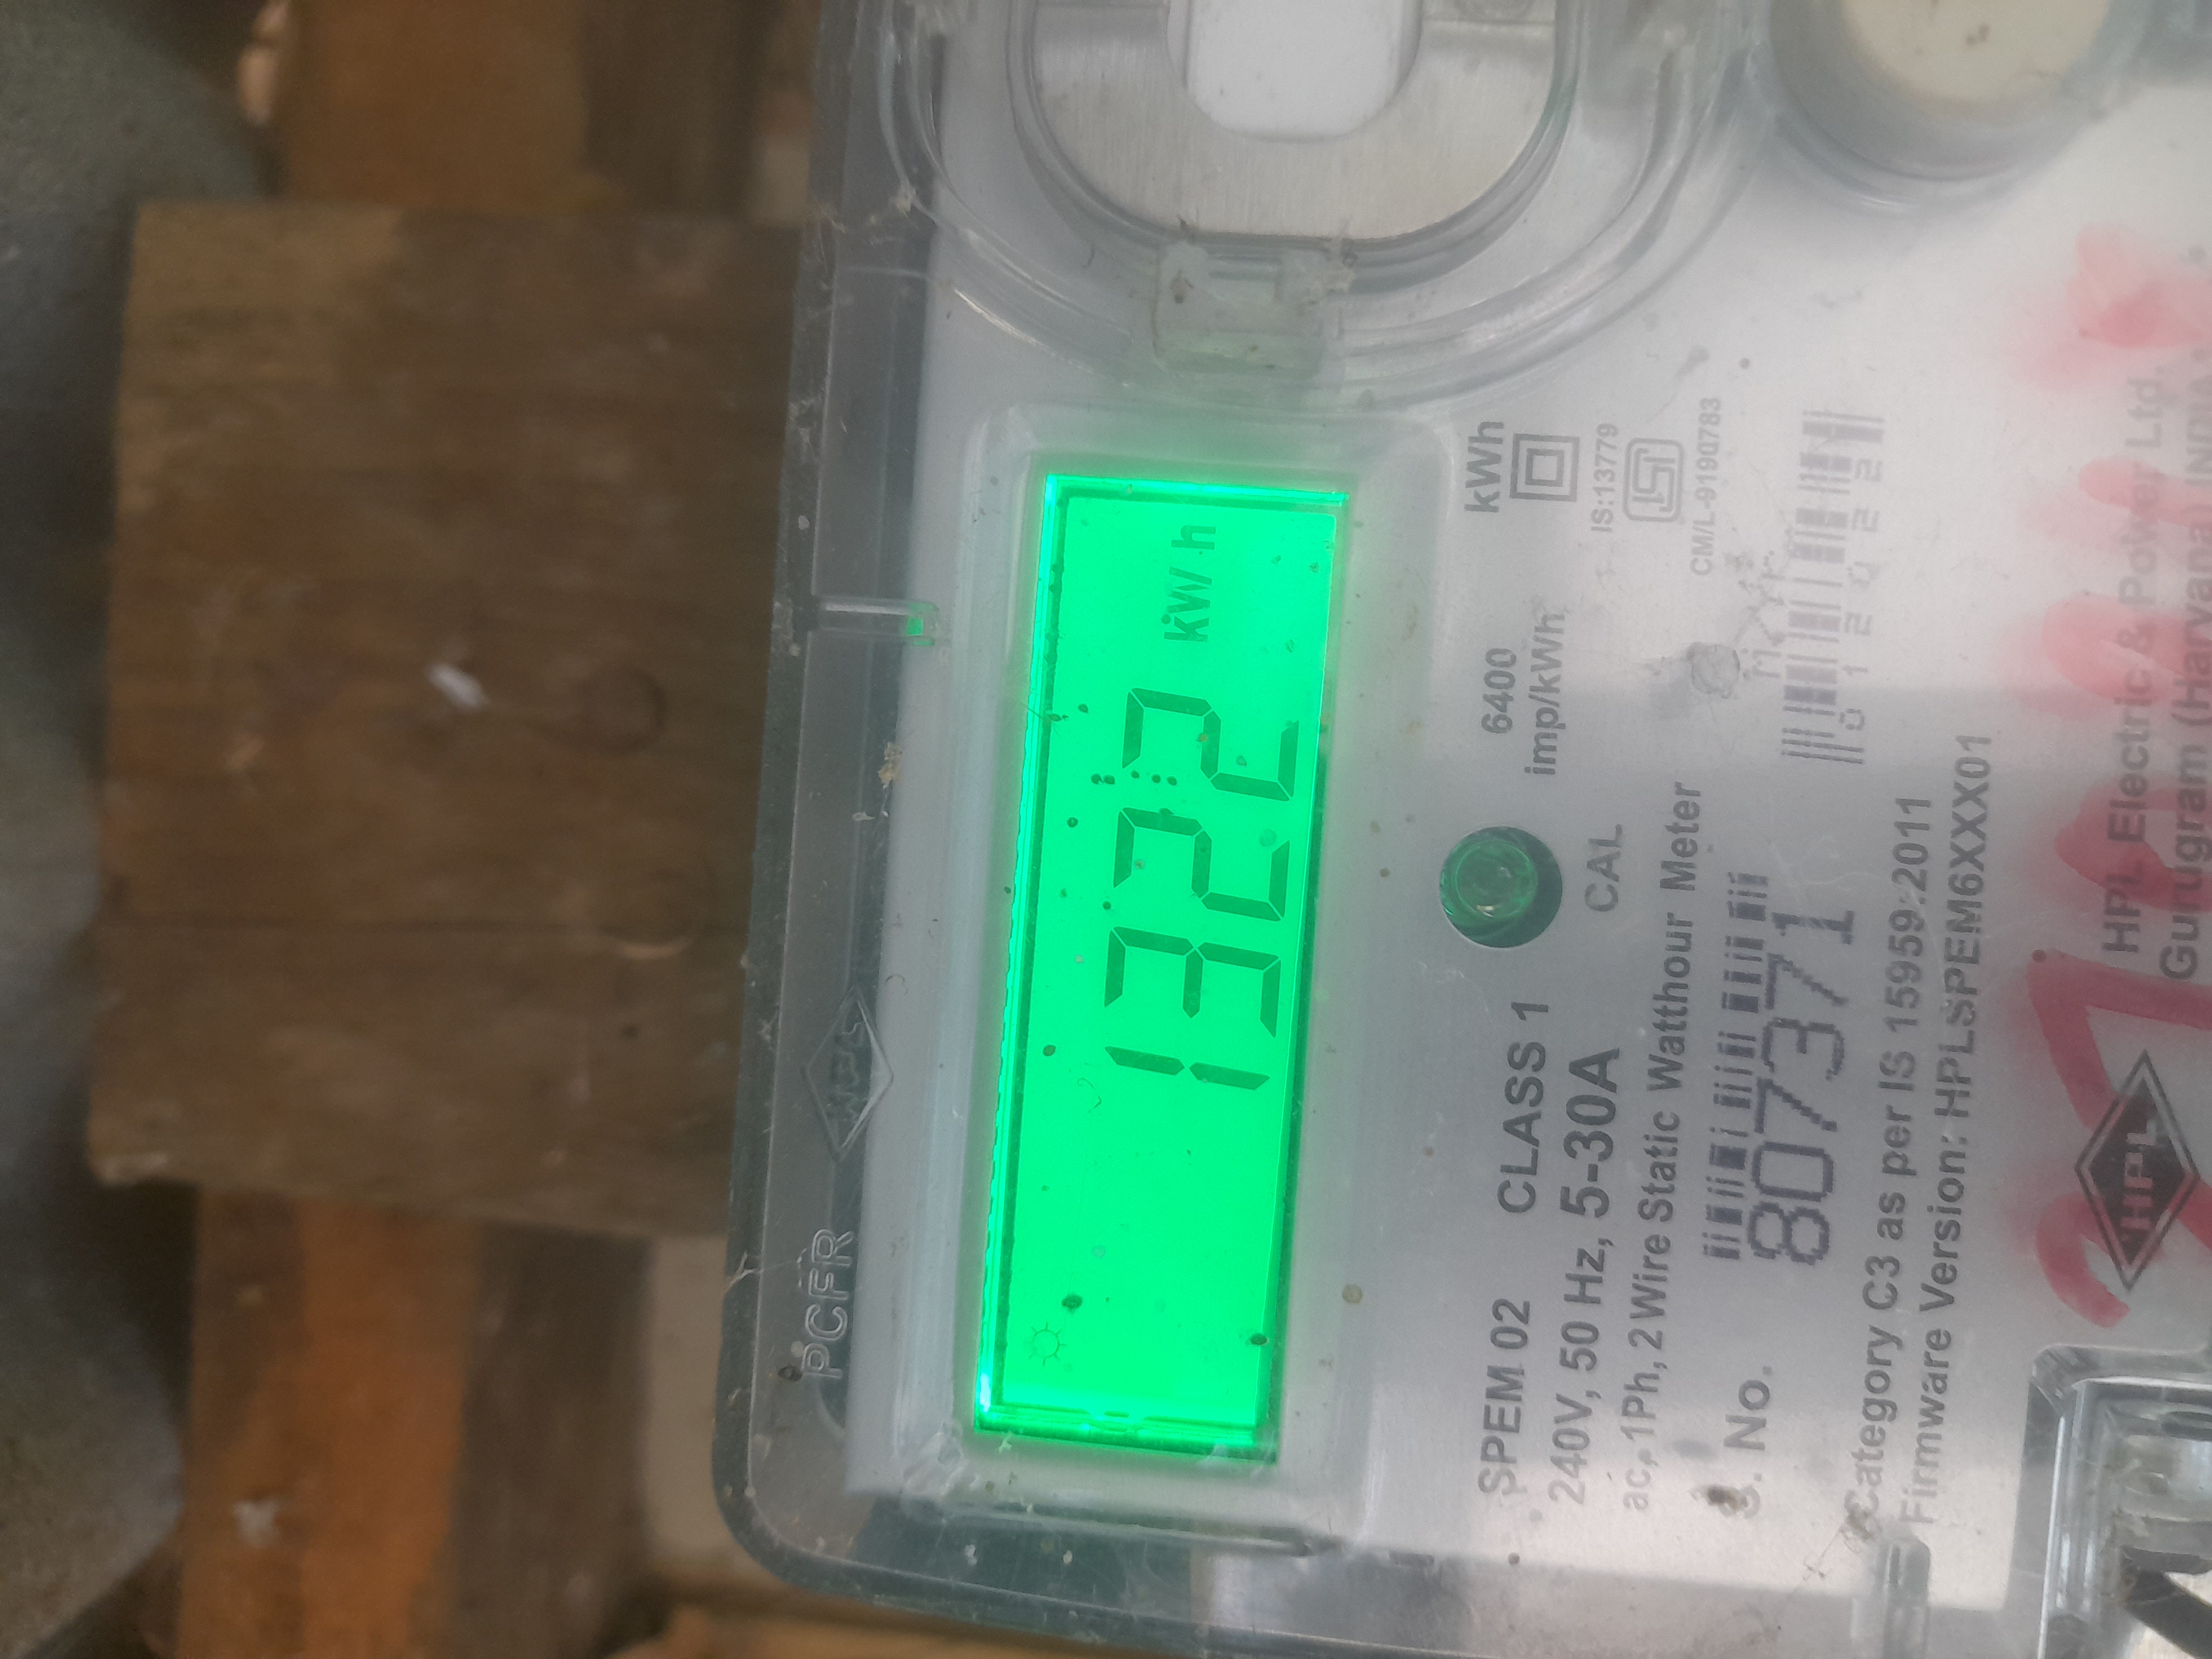 1322 kWh
kWh
6400
imp/kWh
IS:13779
CM/L-9190783
CAL
SPEM 02 CLASS 1
240V, 50 Hz, 5-30A
ac, 1Ph, 2 Wire Static Watthour Meter
S. No. 807371
Category C3 as per IS 15959:2011
Firmware Version: HPLSPEM6XXX01
HPL
HPL Electric & Power Ltd.
Gurugram (Haryana)
PCFR